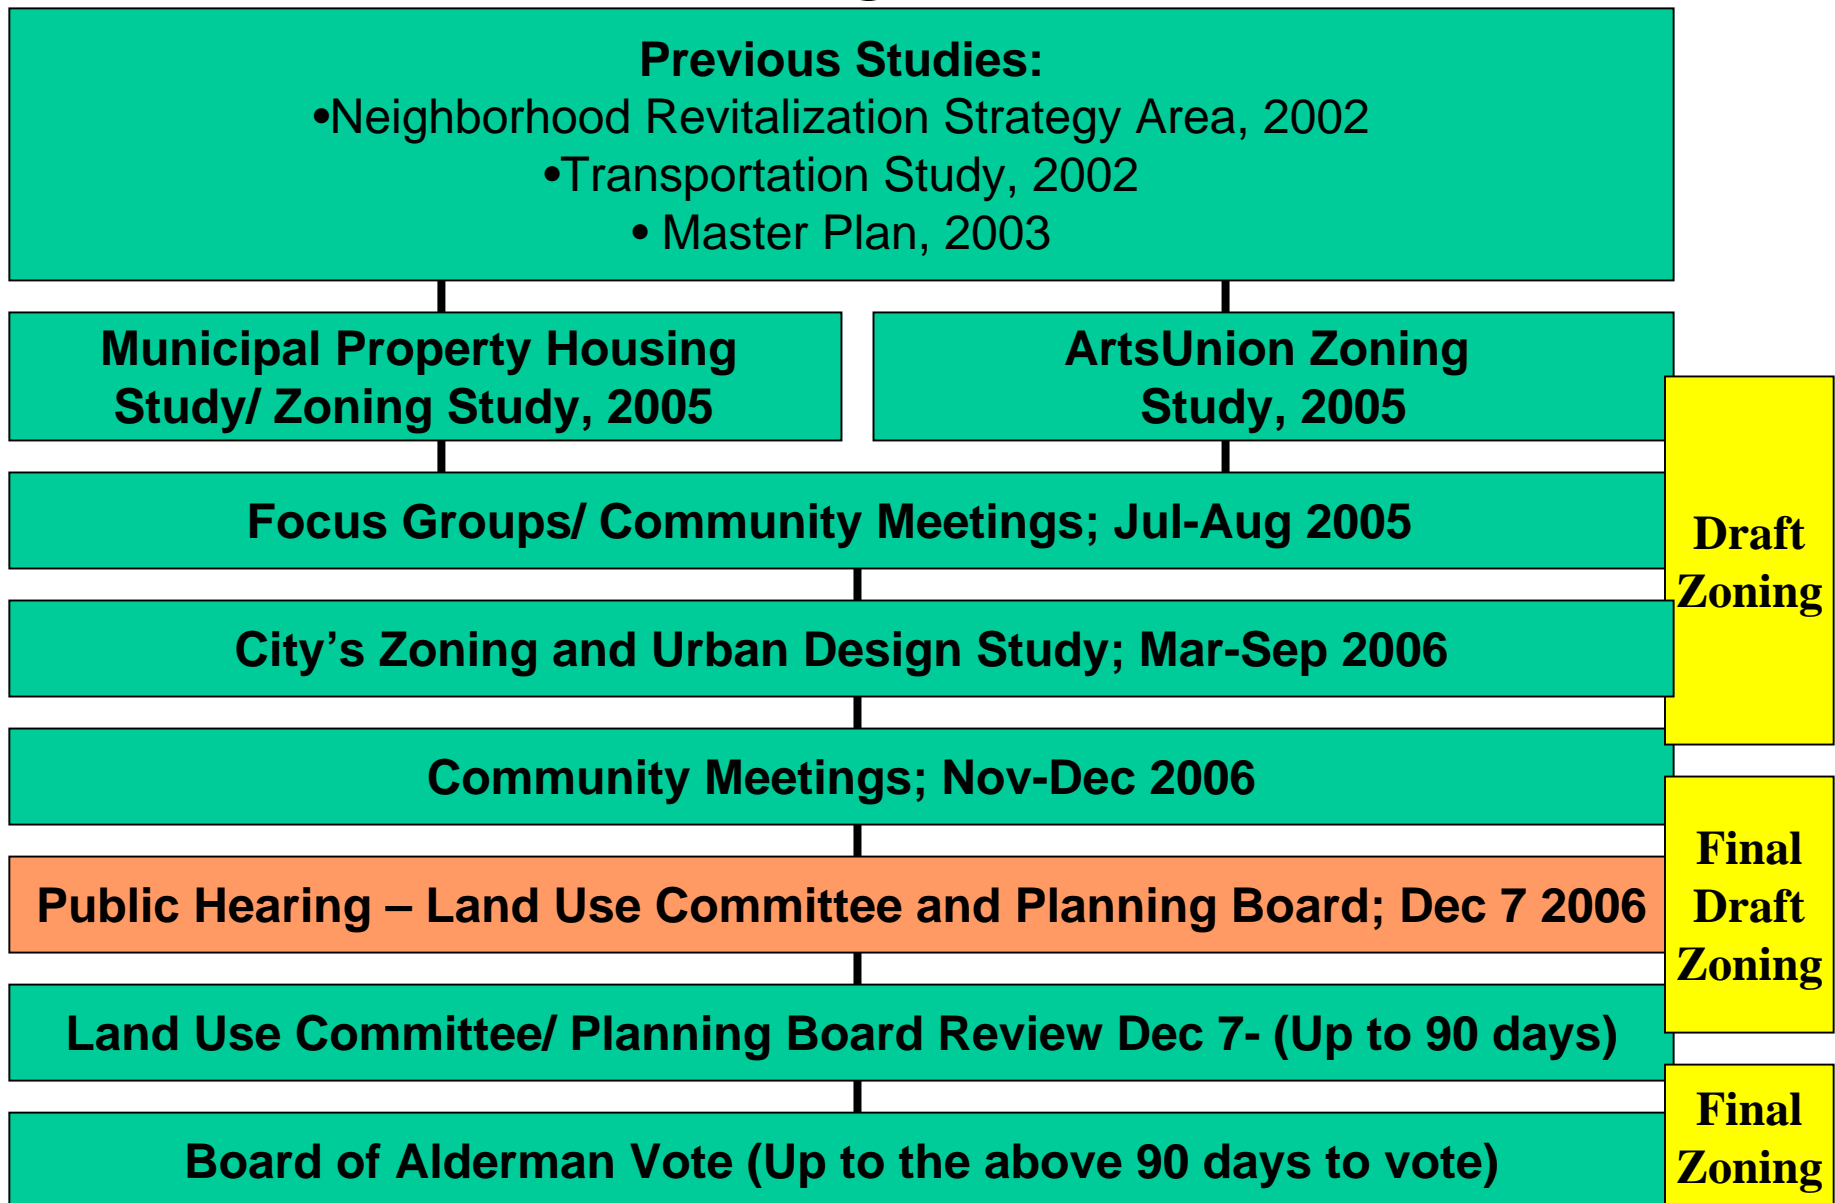 Previous Studies:
•Neighborhood Revitalization Strategy Area, 2002
•Transportation Study, 2002
• Master Plan, 2003
Municipal Property Housing
Study/ Zoning Study, 2005
ArtsUnion Zoning
Study, 2005
Focus Groups/ Community Meetings; Jul-Aug 2005
City’s Zoning and Urban Design Study; Mar-Sep 2006
Draft
Zoning
Community Meetings; Nov-Dec 2006
Public Hearing – Land Use Committee and Planning Board; Dec 7 2006
Land Use Committee/ Planning Board Review Dec 7- (Up to 90 days)
Final
Draft
Zoning
Board of Alderman Vote (Up to the above 90 days to vote)
Final
Zoning